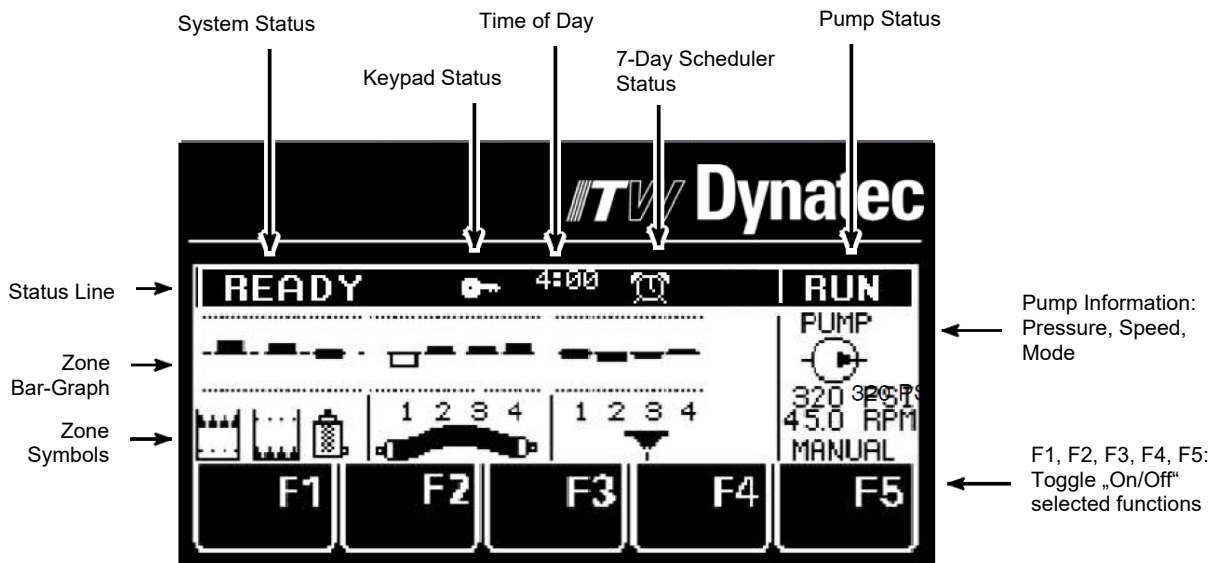 System Status
Time of Day
Pump Status
Keypad Status
7-Day Scheduler
Status
ITW Dynatec
Status Line
READY
4:00
RUN
Pump Information:
Pressure, Speed,
Mode
PUMP
Zone
Bar-Graph
320 PSI
320 PS
45.0 RPM
MANUAL
Zone
Symbols
1 2 3 4
1 2 3 4
F1
F2
F3
F4
F5
F1, F2, F3, F4, F5:
Toggle „On/Off“
selected functions